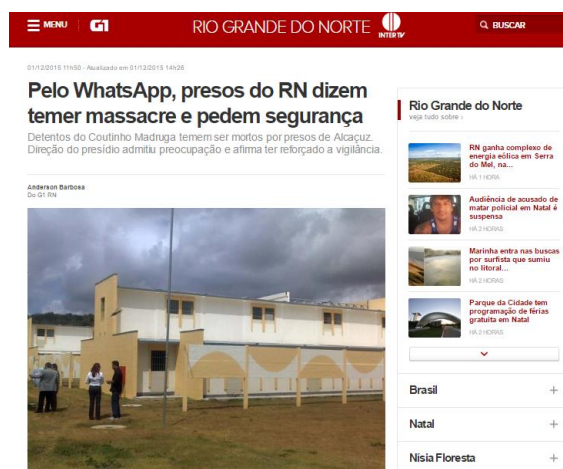 MENU
G1
RIO GRANDE DO NORTE
INTER TV
BUSCAR
01/12/2015 11h50 - Atualizado em 01/12/2015 14h26
Pelo WhatsApp, presos do RN dizem
temer massacre e pedem segurança
Detentos do Coutinho Madruga temem ser mortos por presos de Alcaçuz.
Direção do presídio admitiu preocupação e afirma ter reforçado a vigilância.
Anderson Barbosa
Do G1 RN
Rio Grande do Norte
veja tudo sobre ›
RN ganha complexo de
energia eólica em Serra
do Mel, na...
HÁ 1 HORA
Audiência de acusado de
matar policial em Natal é
suspensa
HÁ 2 HORAS
Marinha entra nas buscas
por surfista que sumiu
no litoral...
HÁ 2 HORAS
Parque da Cidade tem
programação de férias
gratuita em Natal
HÁ 2 HORAS
Brasil +
Natal +
Nísia Floresta +